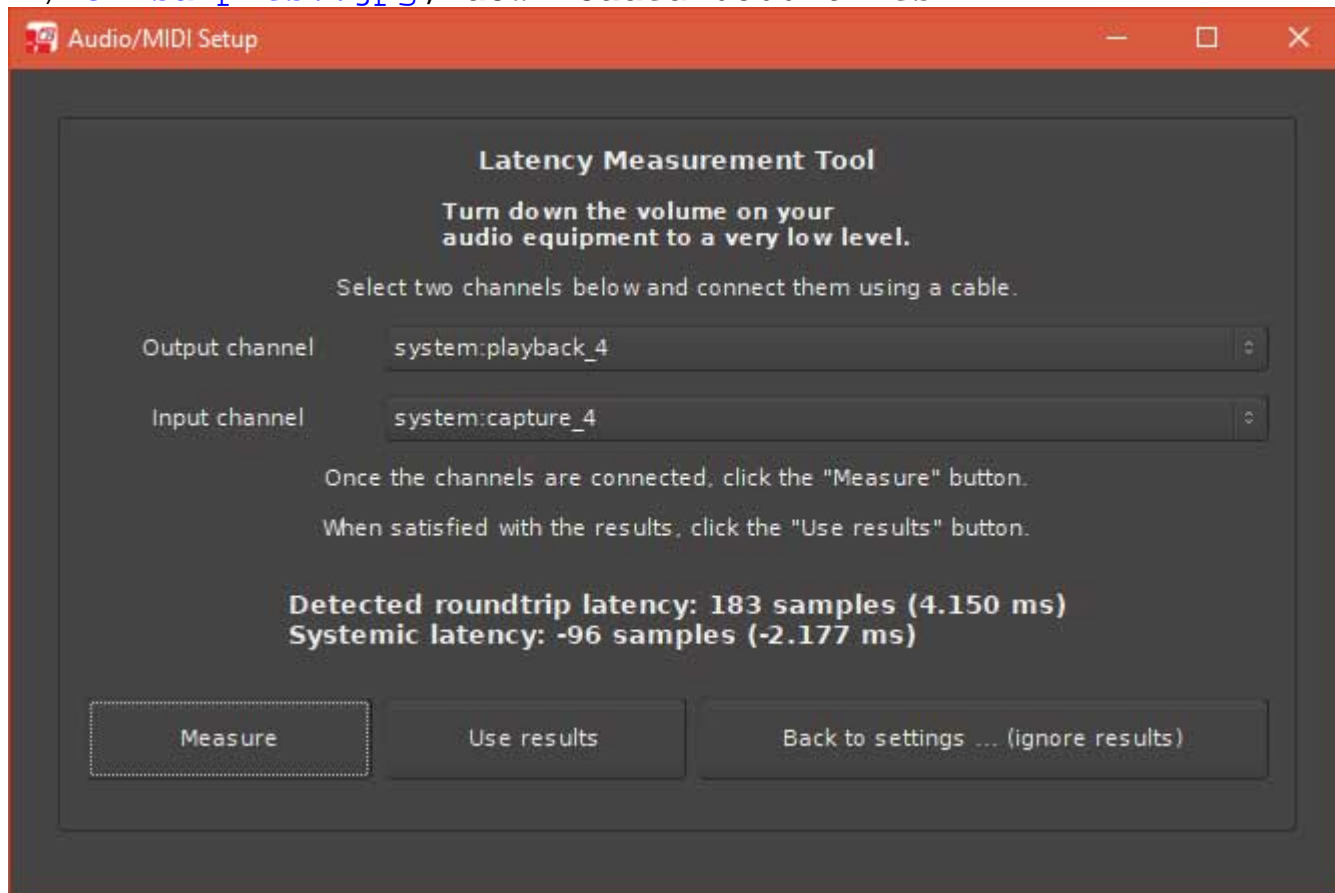 Audio/MIDI Setup
Latency Measurement Tool
Turn down the volume on your
audio equipment to a very low level.
Select two channels below and connect them using a cable.
Output channel system:playback_4
Input channel system:capture_4
Once the channels are connected, click the "Measure" button.
When satisfied with the results, click the "Use results" button.
Detected roundtrip latency: 183 samples (4.150 ms)
Systemic latency: -96 samples (-2.177 ms)
Measure Use results Back to settings ... (ignore results)